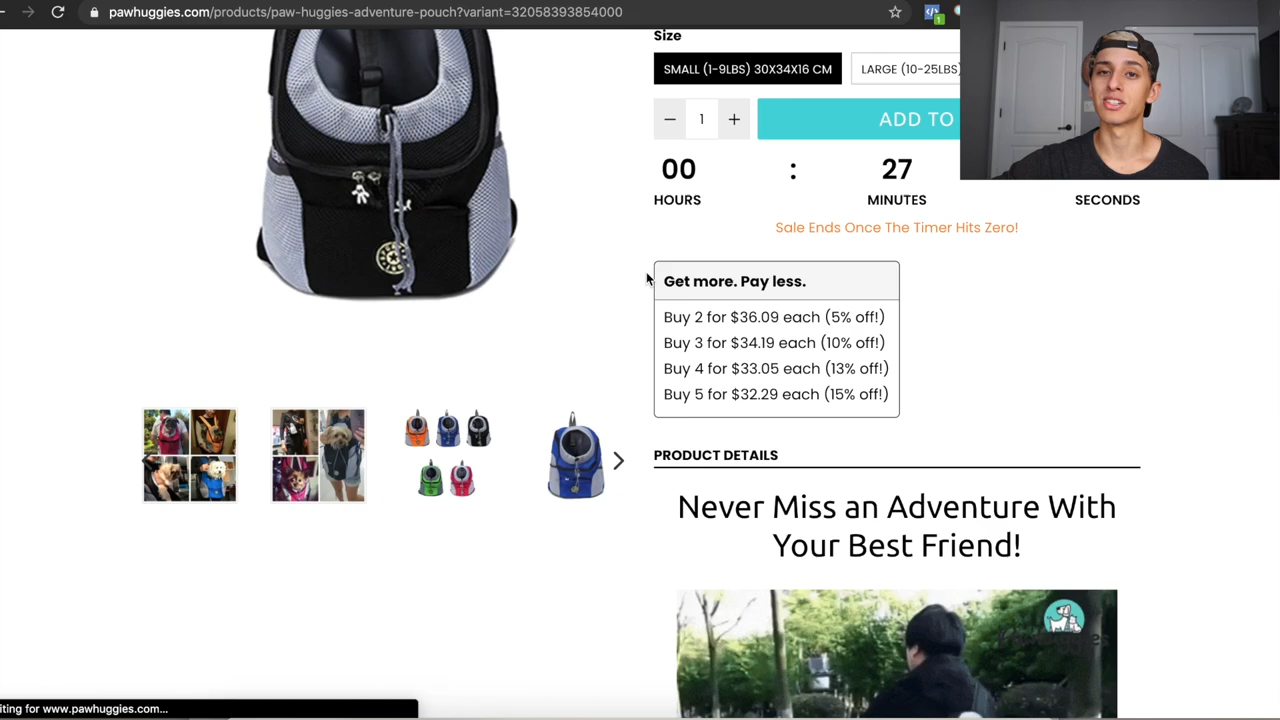 pawhuggies.com/products/paw-huggies-adventure-pouch?variant=32058393854000
1
Size
SMALL (1-9LBS) 30X34X16 CM
LARGE (10-25LBS)
1
ADD TO
00 : 27
HOURS MINUTES SECONDS
Sale Ends Once The Timer Hits Zero!
Get more. Pay less.
Buy 2 for $36.09 each (5% off!)
Buy 3 for $34.19 each (10% off!)
Buy 4 for $33.05 each (13% off!)
Buy 5 for $32.29 each (15% off!)
PRODUCT DETAILS
Never Miss an Adventure With
Your Best Friend!
iting for www.pawhuggies.com...